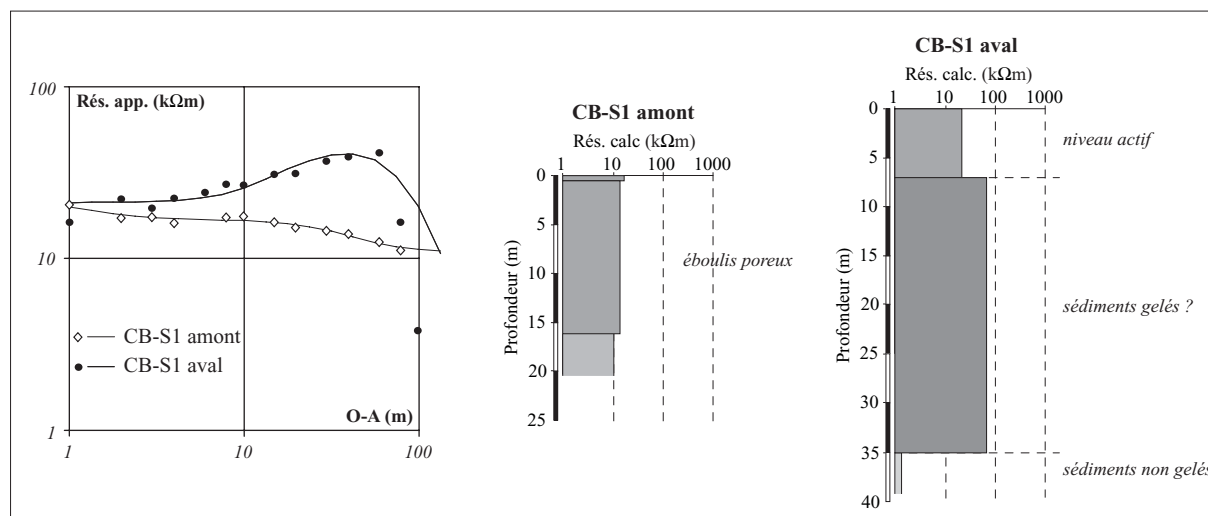 100
Rés. app. (kΩm)
10
CB-S1 amont
CB-S1 aval
O-A (m)
1
1
10
100
CB-S1 amont
Rés. calc (kΩm)
1
10
100
1000
Profondeur (m)
0
5
10
15
20
25
éboulis poreux
CB-S1 aval
Rés. calc. (kΩm)
1
10
100
1000
Profondeur (m)
0
5
10
15
20
25
30
35
40
niveau actif
sédiments gelés ?
sédiments non gelés